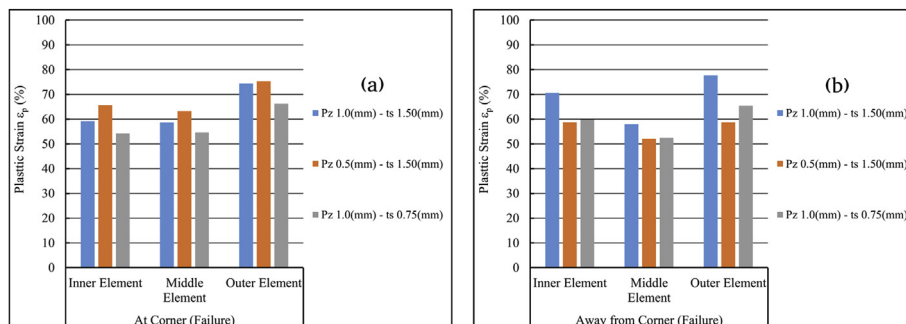 100
90
80
70
60
50
40
30
20
10
0
Plasttic Strain εp (%)
(a)
Pz 1.0(mm) - ts 1.50(mm)
Pz 0.5(mm) - ts 1.50(mm)
Pz 1.0(mm) - ts 0.75(mm)
Inner Element
Middle
Element
Outer Element
At Corner (Failure)
100
90
80
70
60
50
40
30
20
10
0
Plasttic Strain εp (%)
(b)
Pz 1.0(mm) - ts 1.50(mm)
Pz 0.5(mm) - ts 1.50(mm)
Pz 1.0(mm) - ts 0.75(mm)
Inner Element
Middle
Element
Outer Element
Away from Corner (Failure)